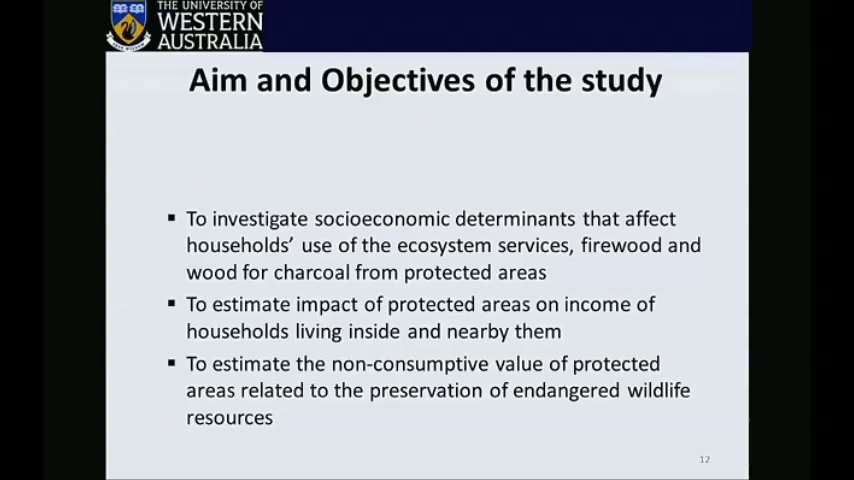 THE UNIVERSITY OF
WESTERN
AUSTRALIA
Aim and Objectives of the study
▪ To investigate socioeconomic determinants that affect
households’ use of the ecosystem services, firewood and
wood for charcoal from protected areas
▪ To estimate impact of protected areas on income of
households living inside and nearby them
▪ To estimate the non-consumptive value of protected
areas related to the preservation of endangered wildlife
resources
12